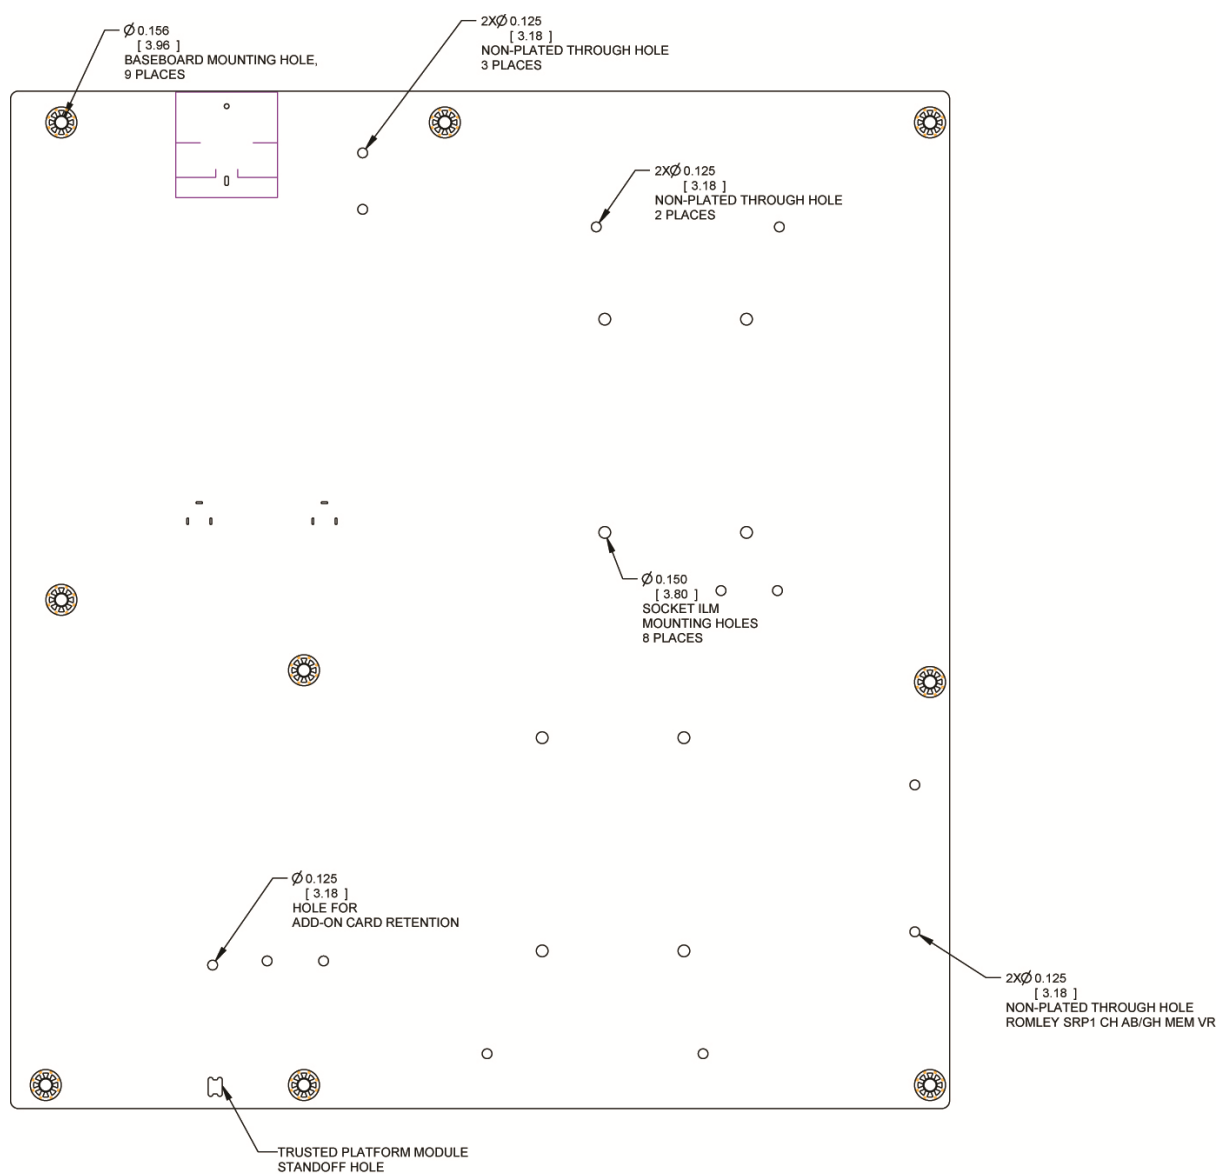 Ø 0.156
[ 3.96 ]
BASEBOARD MOUNTING HOLE,
9 PLACES
2XØ 0.125
[ 3.18 ]
NON-PLATED THROUGH HOLE
3 PLACES
2XØ 0.125
[ 3.18 ]
NON-PLATED THROUGH HOLE
2 PLACES
Ø 0.150
[ 3.80 ]
SOCKET ILM
MOUNTING HOLES
8 PLACES
Ø 0.125
[ 3.18 ]
HOLE FOR
ADD-ON CARD RETENTION
2XØ 0.125
[ 3.18 ]
NON-PLATED THROUGH HOLE
ROMLEY SRP1 CH AB/GH MEM VR
TRUSTED PLATFORM MODULE
STANDOFF HOLE